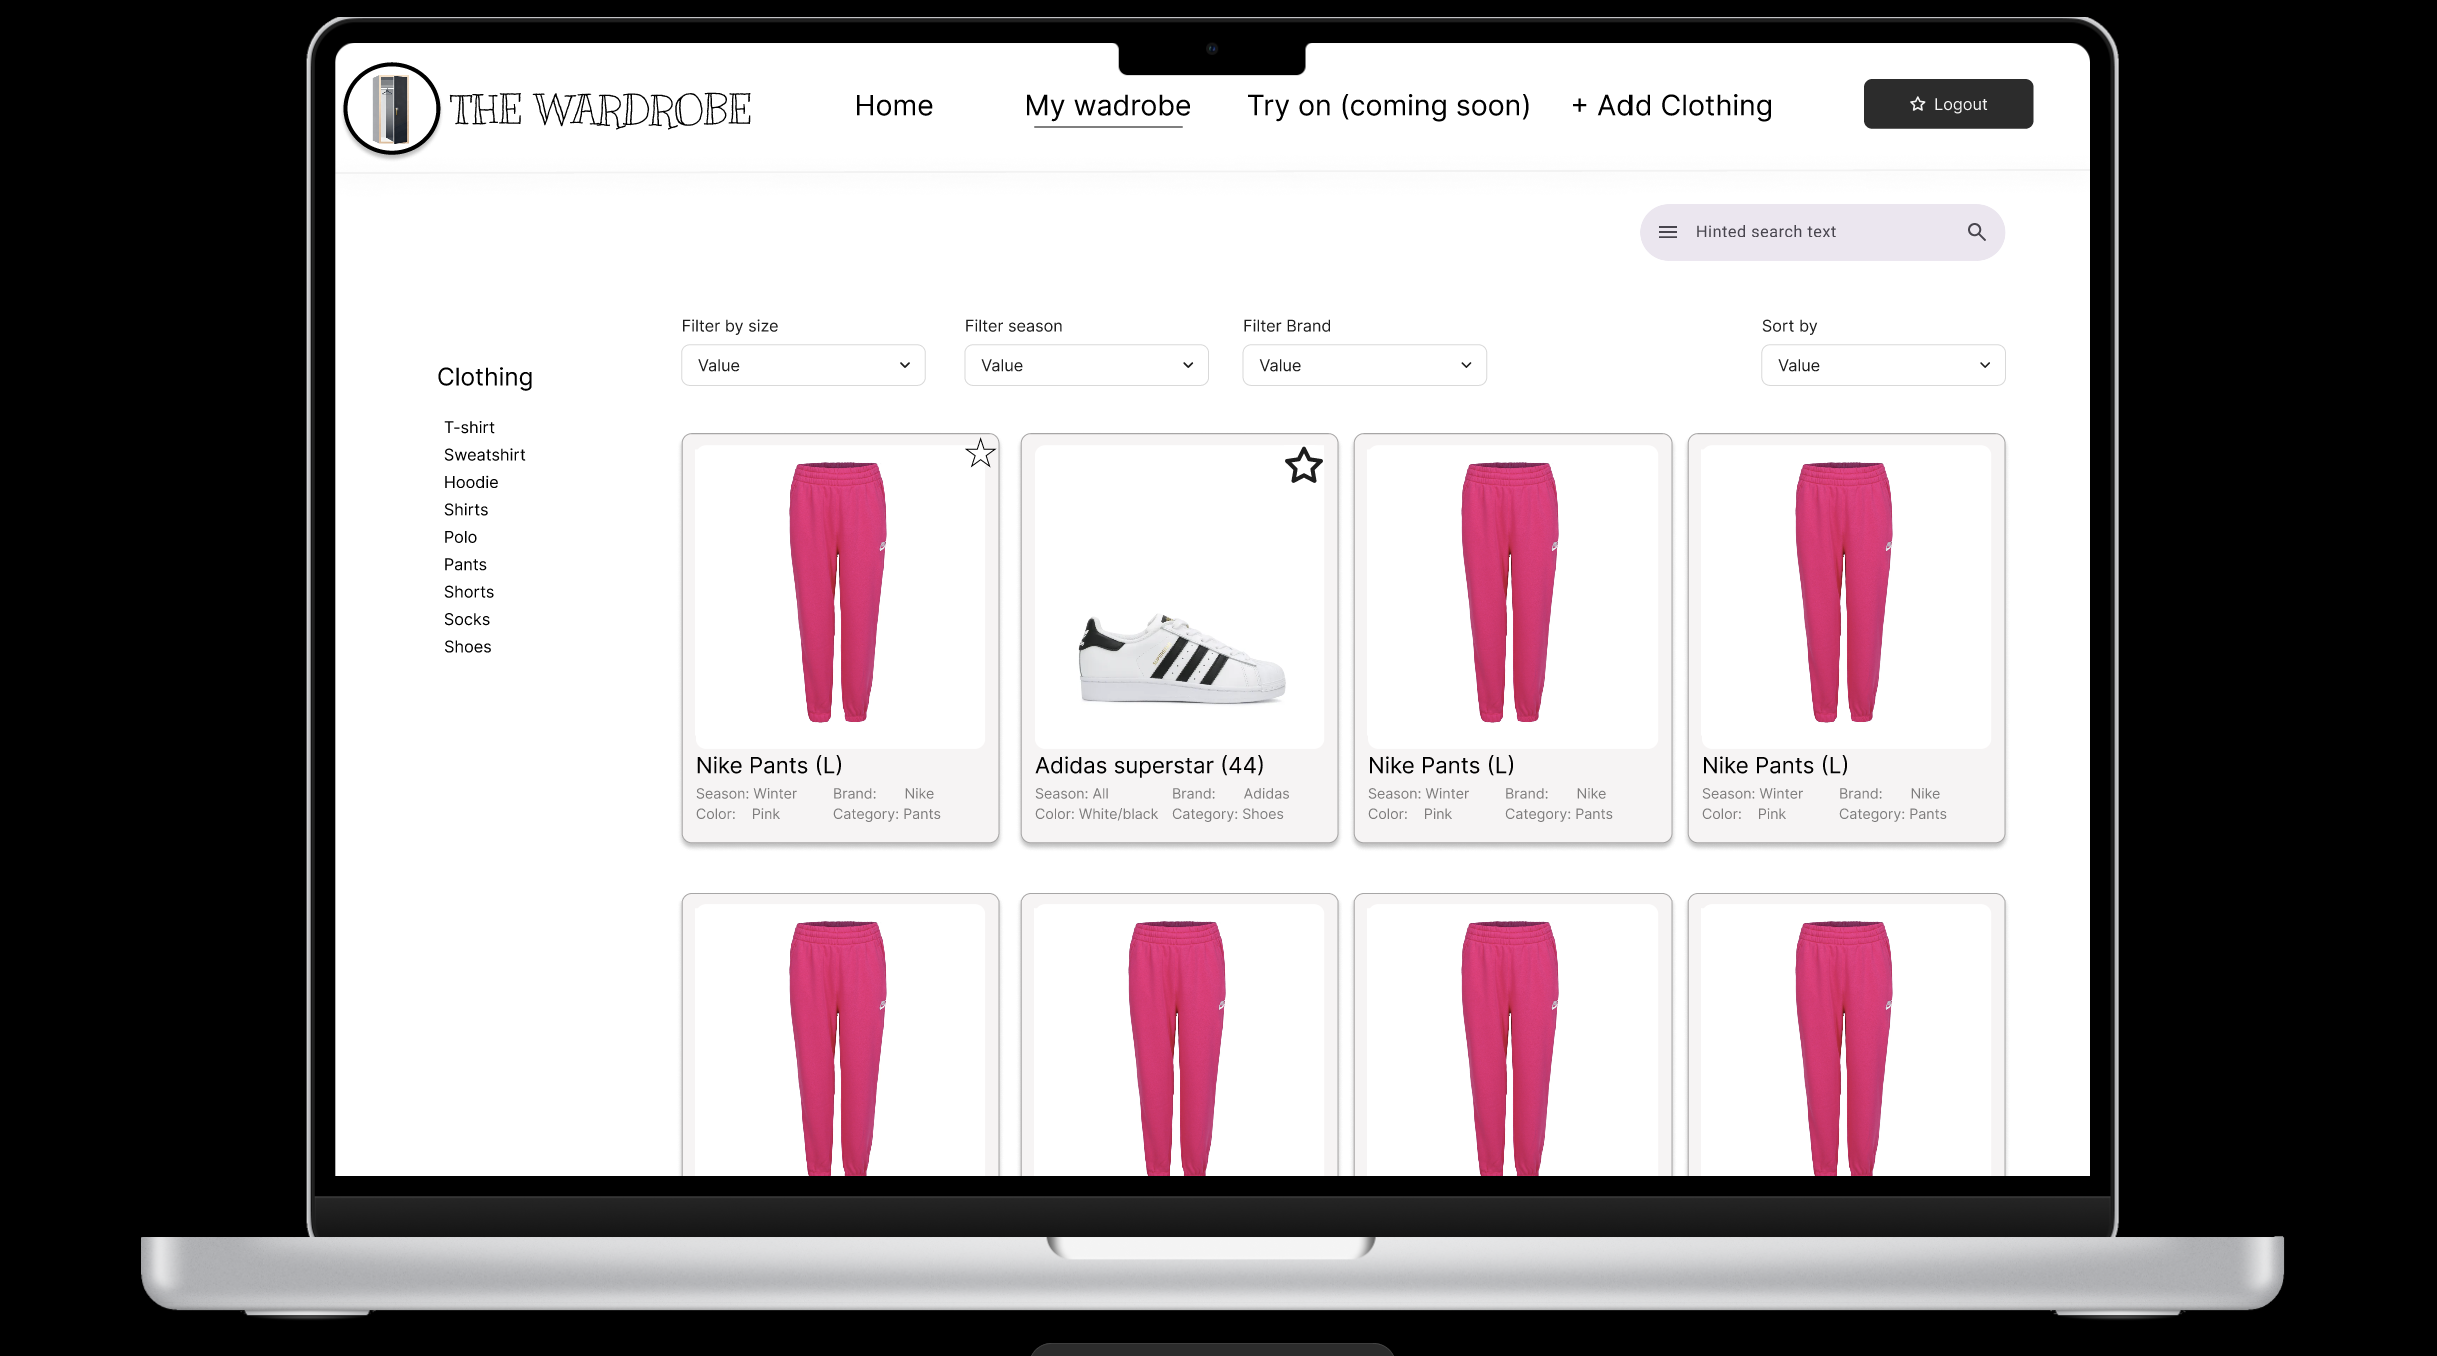 THE WARDROBE
Home
My wadrobe
Try on (coming soon)
+ Add Clothing
Logout
Hinted search text
Filter by size
Filter season
Filter Brand
Sort by
Value
Value
Value
Value
Clothing
T-shirt
Sweatshirt
Hoodie
Shirts
Polo
Pants
Shorts
Socks
Shoes
Nike Pants (L)
Season: Winter Brand: Nike
Color: Pink Category: Pants
Adidas superstar (44)
Season: All Brand: Adidas
Color: White/black Category: Shoes
Nike Pants (L)
Season: Winter Brand: Nike
Color: Pink Category: Pants
Nike Pants (L)
Season: Winter Brand: Nike
Color: Pink Category: Pants